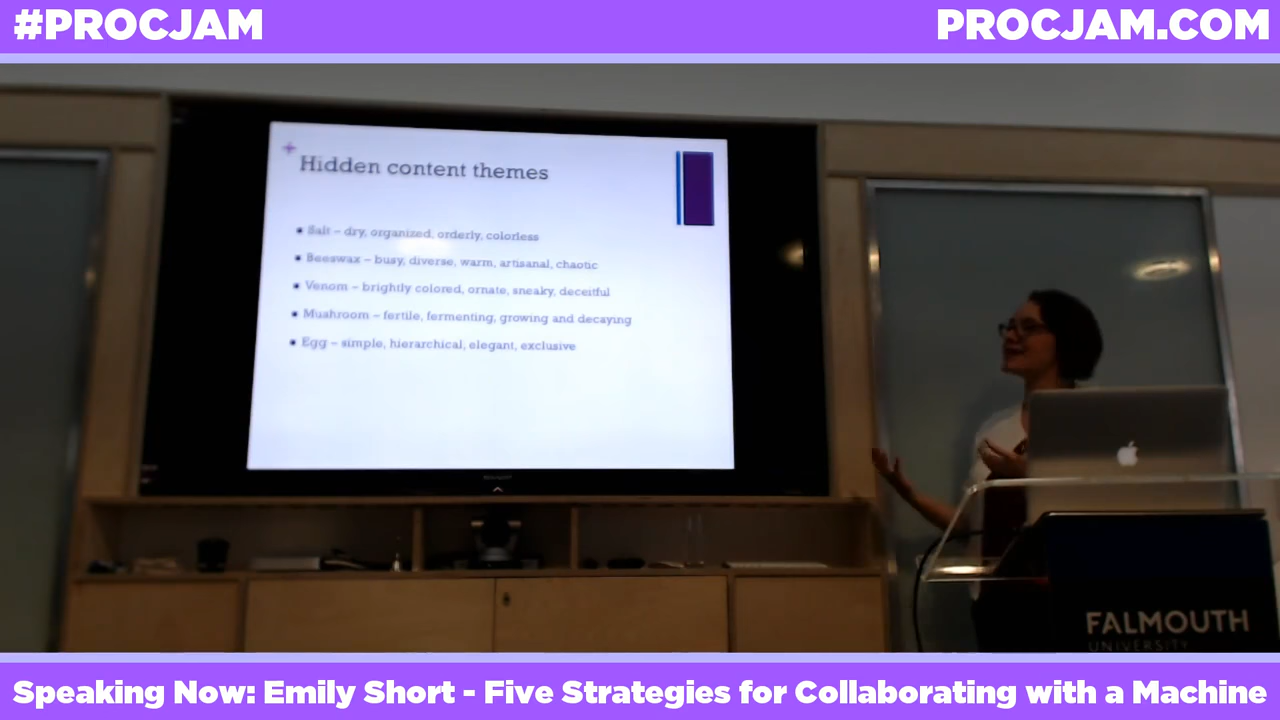 #PROCJAM
PROCJAM.COM
Hidden content themes
Salt – dry, organized, orderly, colorless
Beeswax – busy, diverse, warm, artisanal, chaotic
Venom – brightly colored, ornate, sneaky, deceitful
Mushroom – fertile, fermenting, growing and decaying
Egg – simple, hierarchical, elegant, exclusive
FALMOUTH
UNIVERSITY
Speaking Now: Emily Short - Five Strategies for Collaborating with a Machine